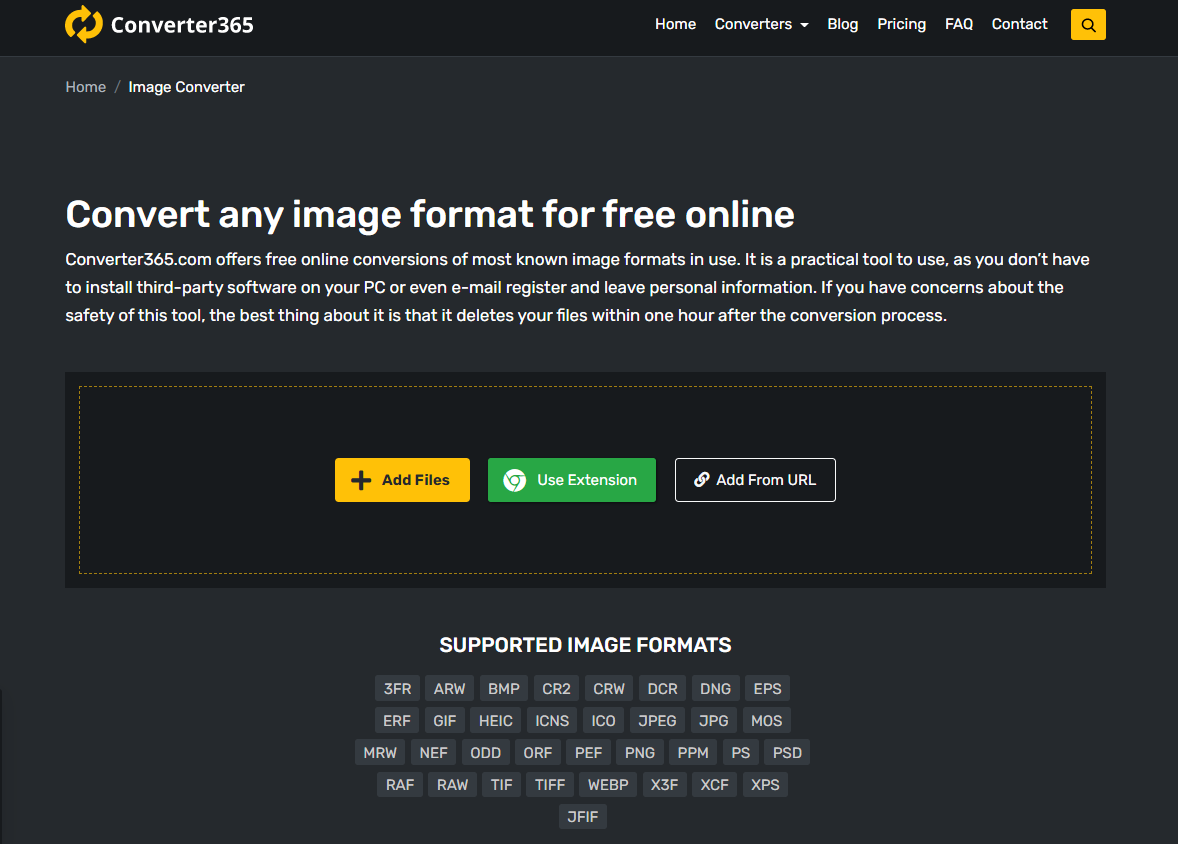 Converter365 Home Converters Blog Pricing FAQ Contact
Home / Image Converter
Convert any image format for free online
Converter365.com offers free online conversions of most known image formats in use. It is a practical tool to use, as you don’t have
to install third-party software on your PC or even e-mail register and leave personal information. If you have concerns about the
safety of this tool, the best thing about it is that it deletes your files within one hour after the conversion process.
Add Files Use Extension Add From URL
SUPPORTED IMAGE FORMATS
3FR ARW BMP CR2 CRW DCR DNG EPS
ERF GIF HEIC ICNS ICO JPEG JPG MOS
MRW NEF ODD ORF PEF PNG PPM PS PSD
RAF RAW TIF TIFF WEBP X3F XCF XPS
JFIF